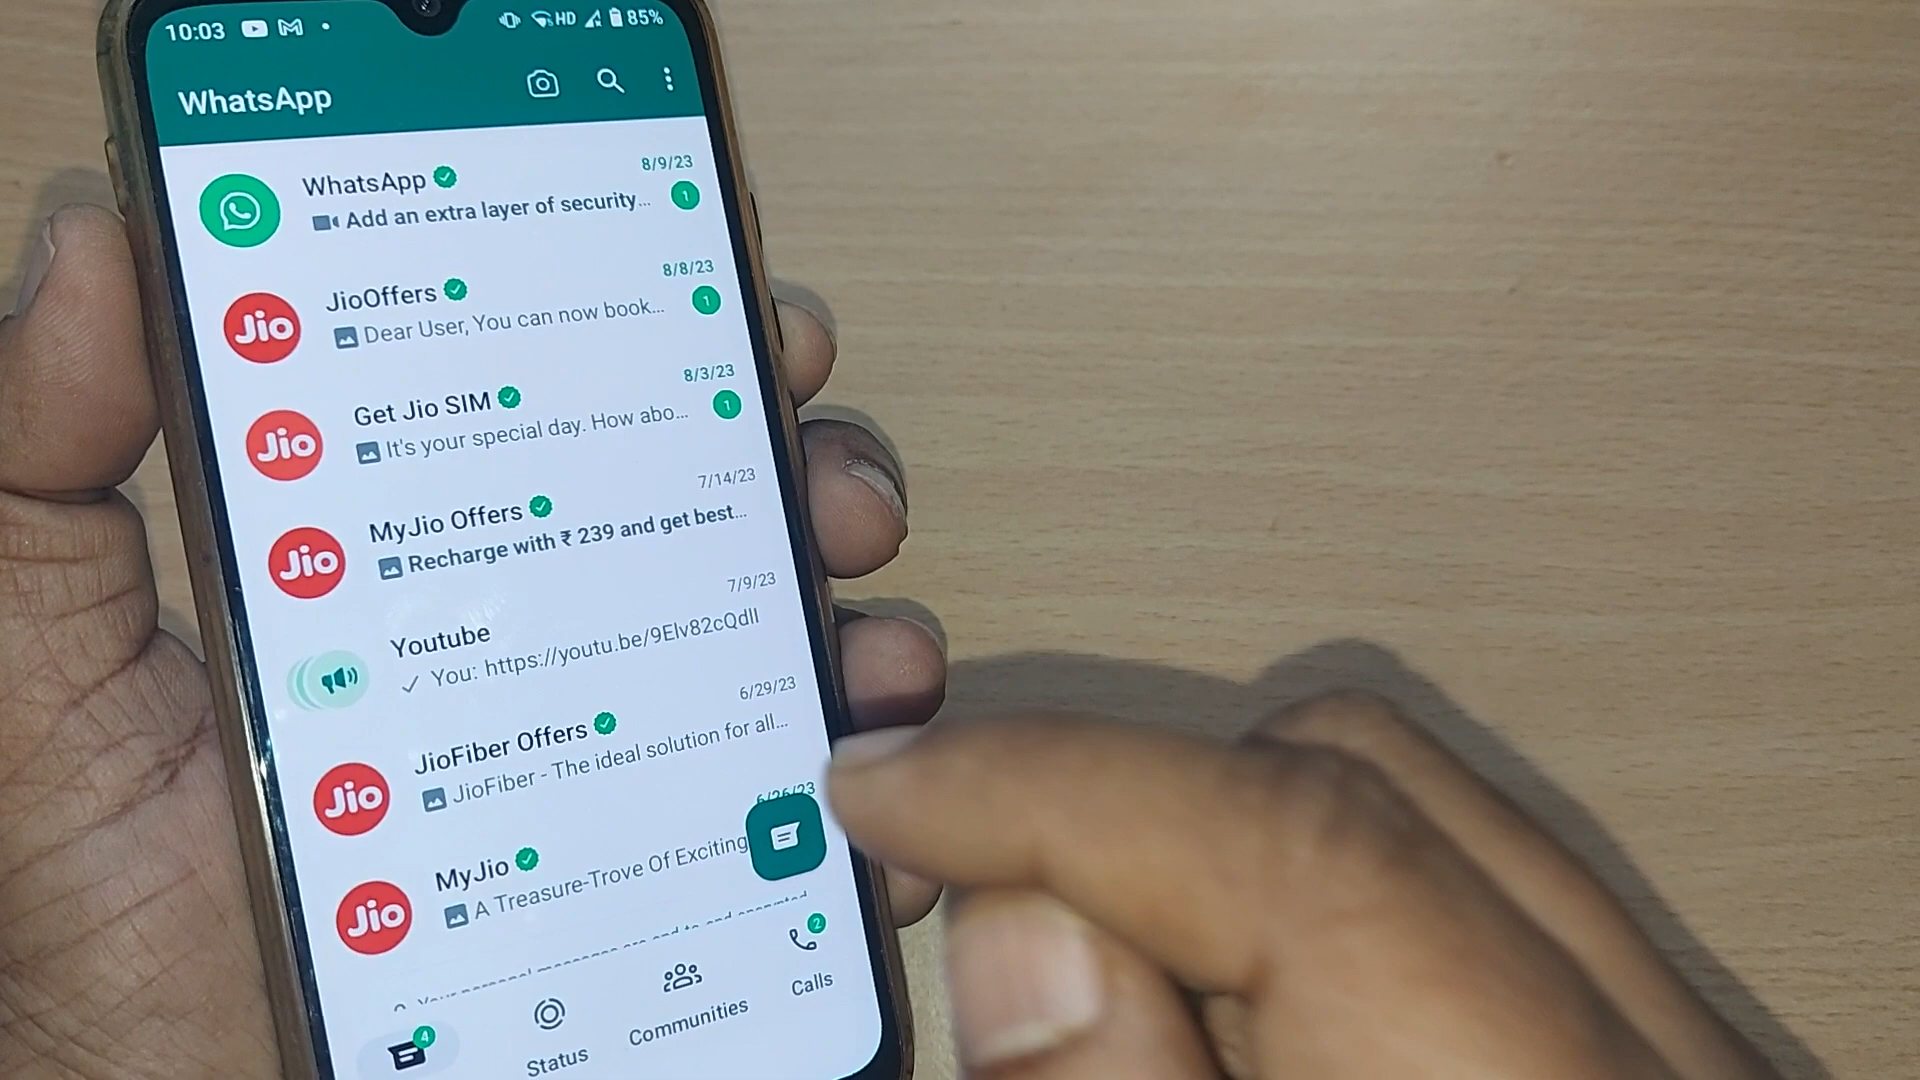 10:03
HD 85%
WhatsApp
WhatsApp 8/9/23
Add an extra layer of security... 1
JioOffers 8/8/23
Jio
Dear User, You can now book... 1
Get Jio SIM 8/3/23
Jio
It's your special day. How abo... 1
MyJio Offers 7/14/23
Jio
Recharge with ₹ 239 and get best...
Youtube 7/9/23
You: https://youtu.be/9Elv82cQdlI
JioFiber Offers 6/29/23
Jio
JioFiber - The ideal solution for all...
MyJio 6/26/23
Jio
A Treasure-Trove Of Exciting
4
Status
Communities
2
Calls